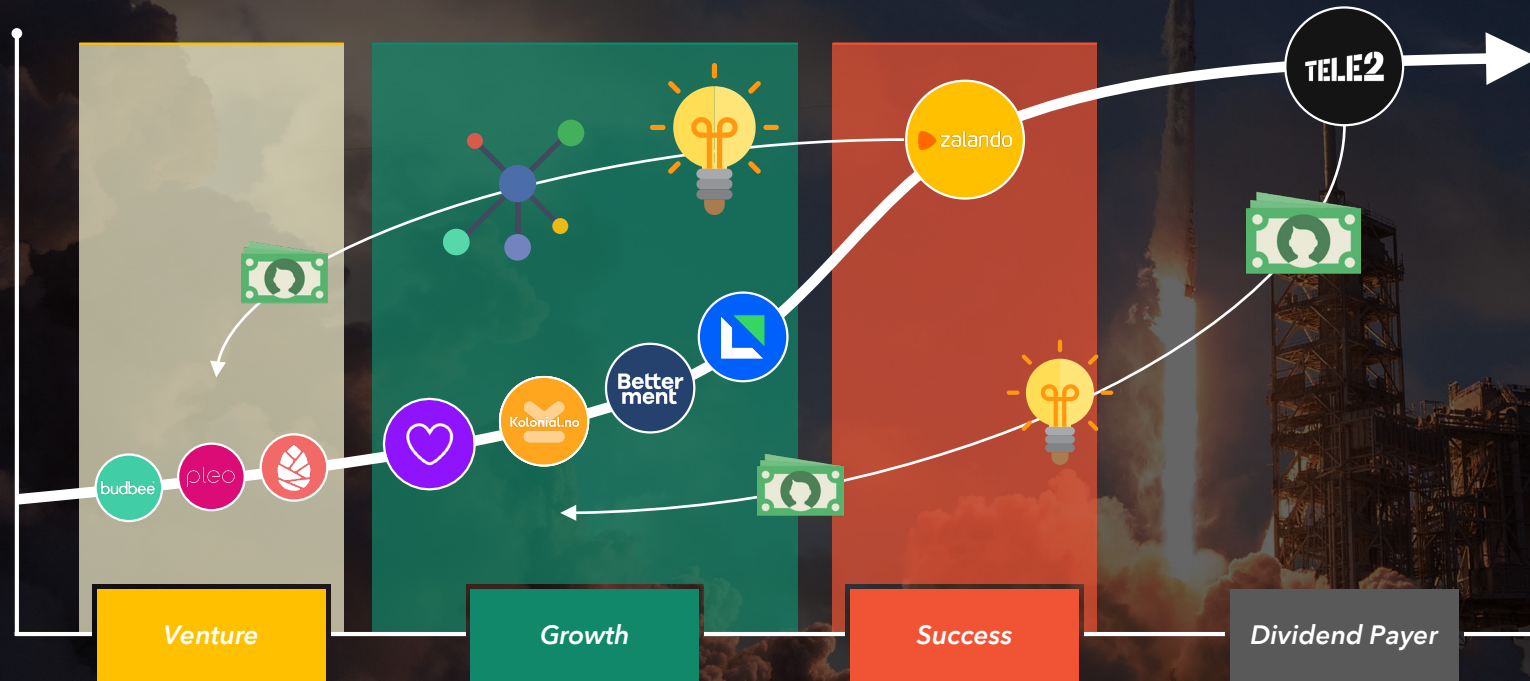 TELE2
zalando
Better
ment
Kolonial.no
pleo
budbee
Venture
Growth
Success
Dividend Payer